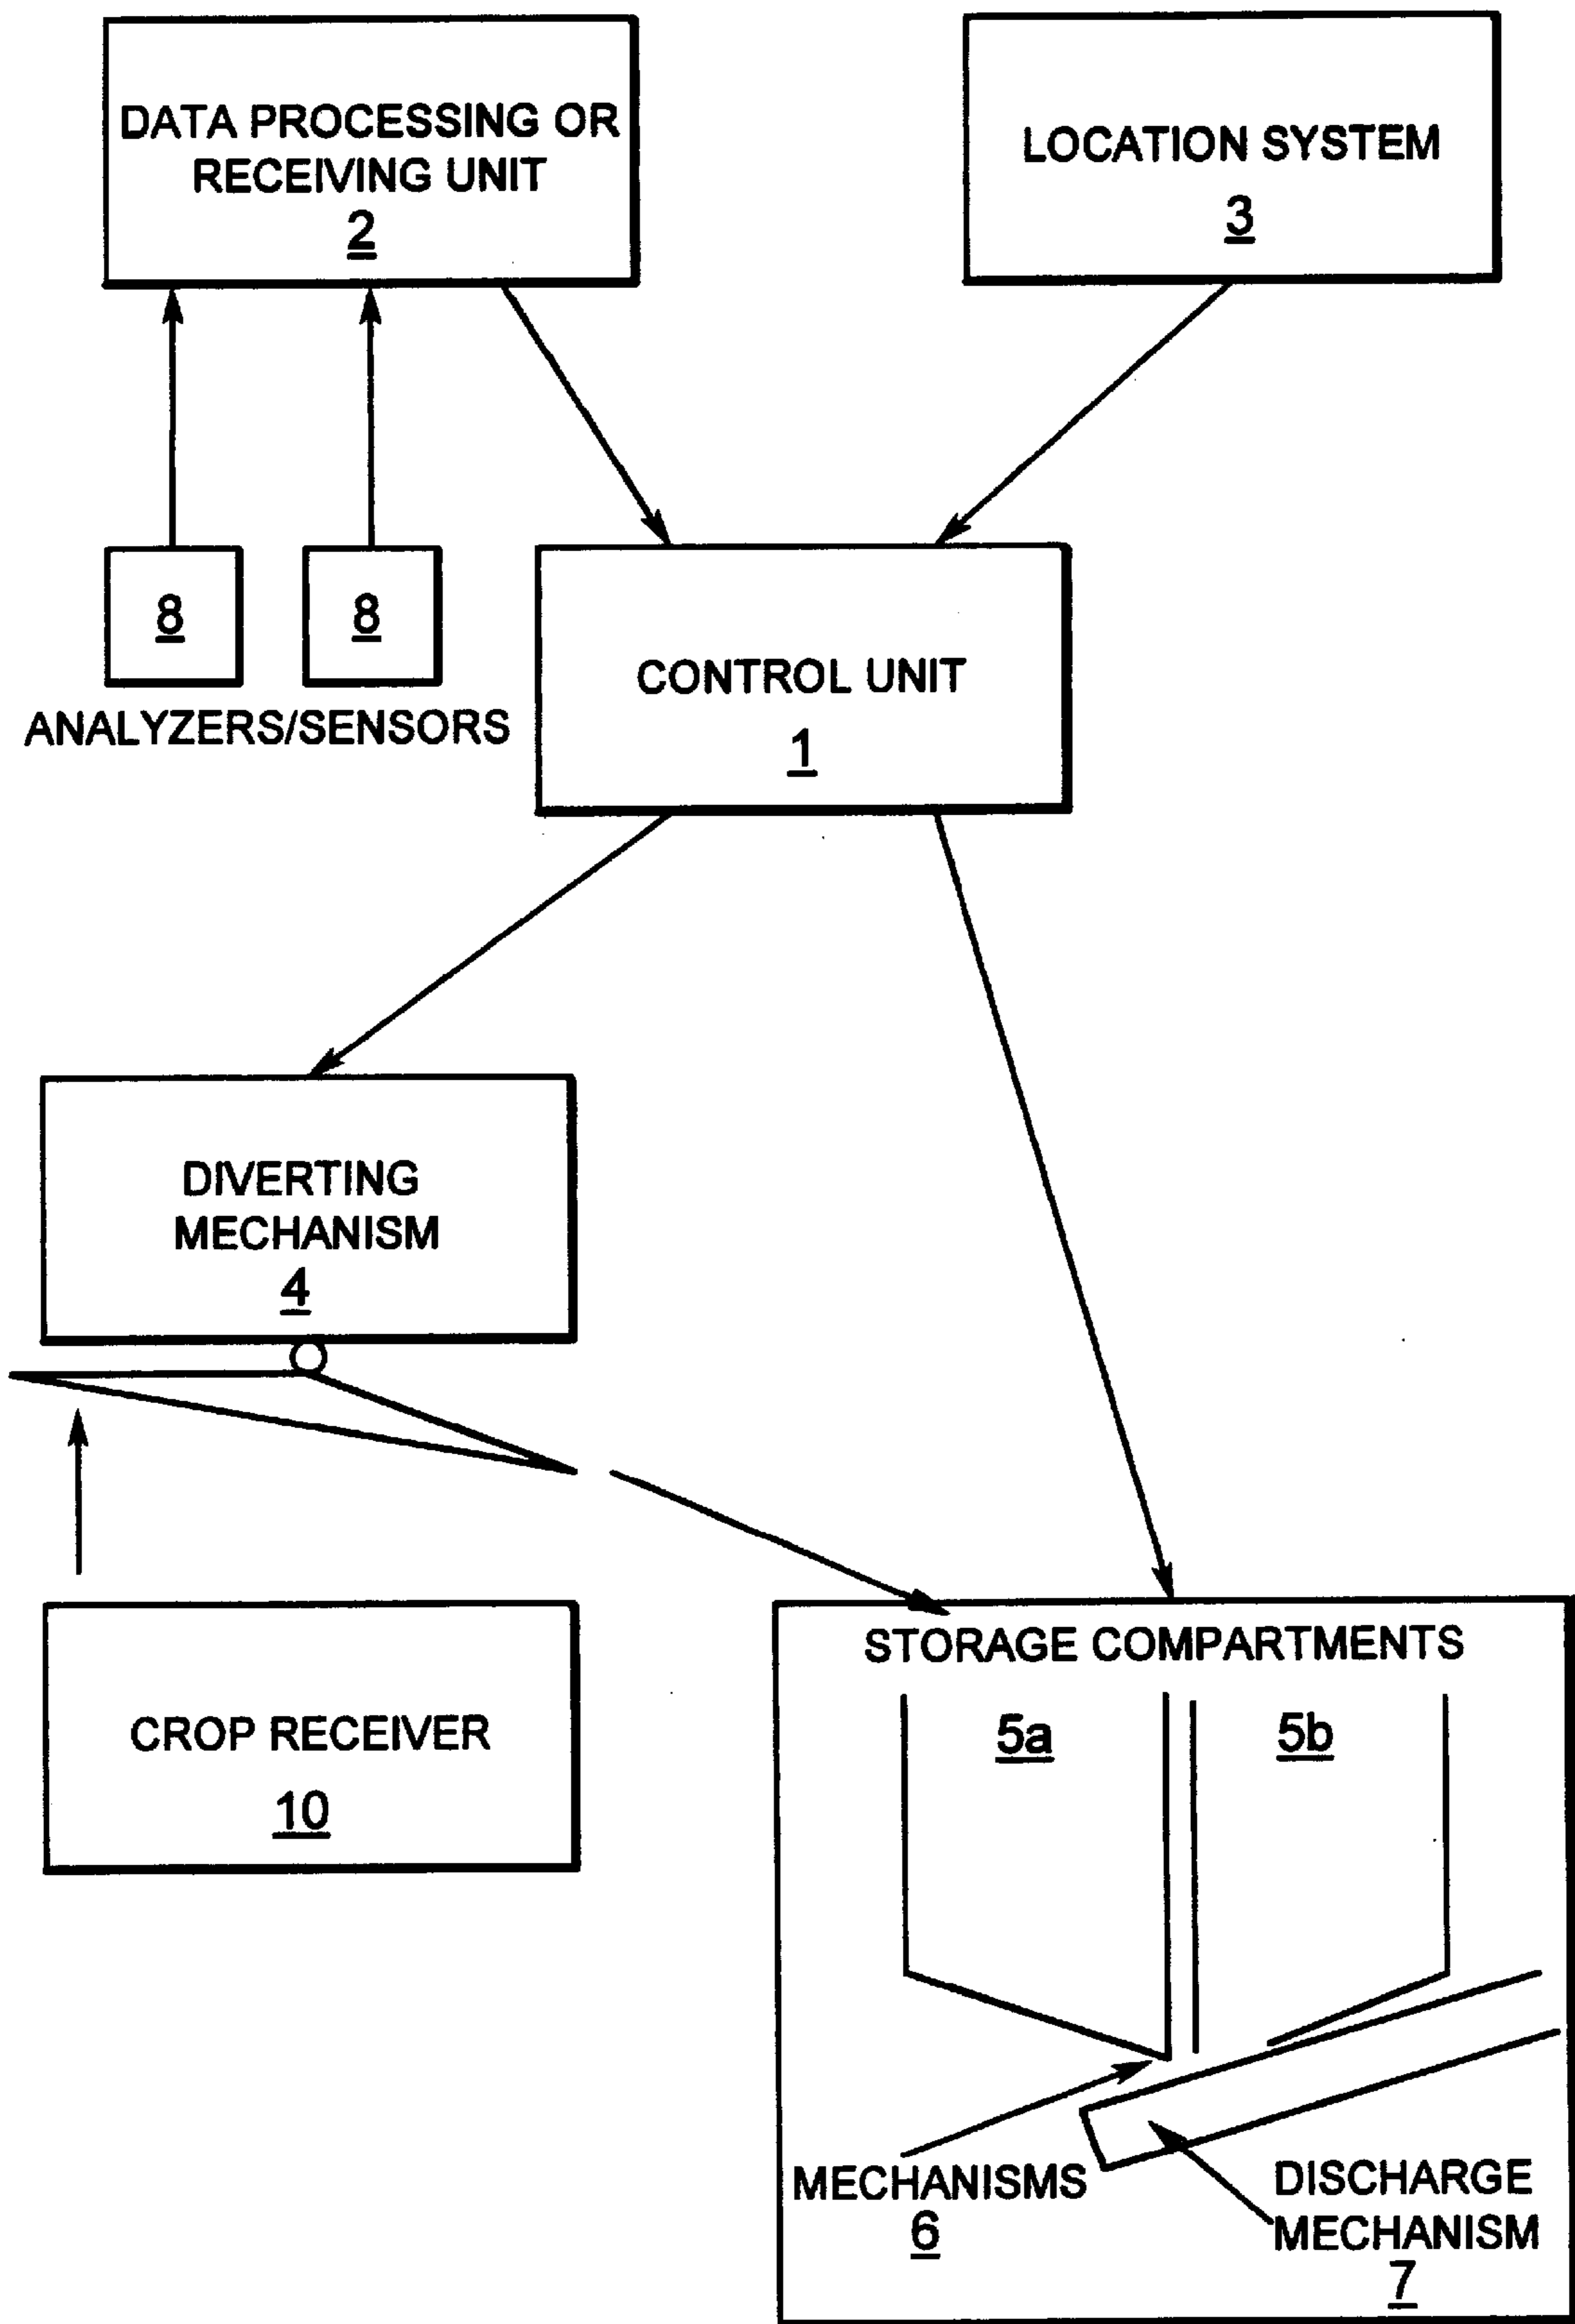 DATA PROCESSING OR
RECEIVING UNIT
2
LOCATION SYSTEM
3
8
8
ANALYZERS/SENSORS
CONTROL UNIT
1
DIVERTING
MECHANISM
4
CROP RECEIVER
10
STORAGE COMPARTMENTS
5a
5b
MECHANISMS
6
DISCHARGE
MECHANISM
7